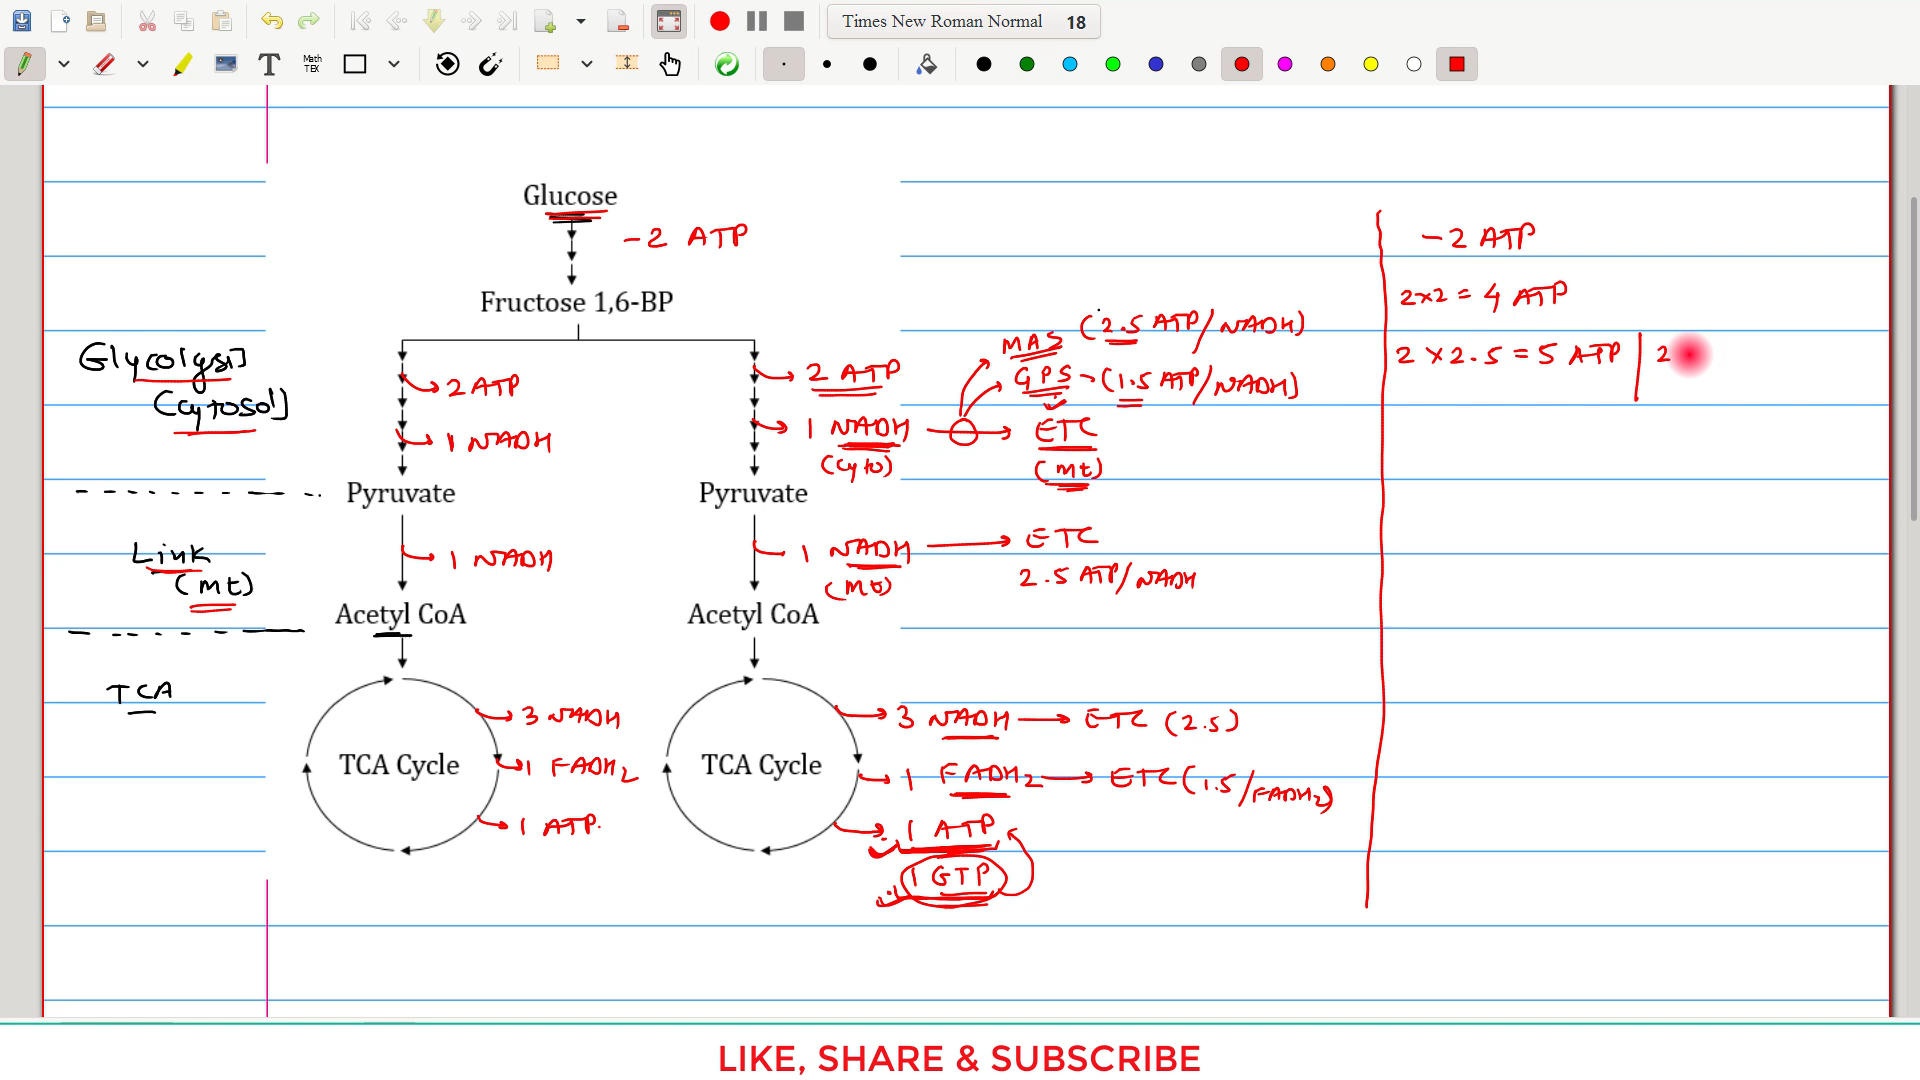 Times New Roman Normal 18
Math TEX
Glucose
-2 ATP
Fructose 1,6-BP
Glycolysis
(Cytosol)
2 ATP
1 NADH
2 ATP
1 NADH
(Cyto)
MAS (2.5 ATP/NADH)
GPS (1.5 ATP/NADH)
ETC
(Mt)
Pyruvate
Pyruvate
Link
(Mt)
1 NADH
1 NADH
(Mt)
ETC
2.5 ATP/NADH
Acetyl CoA
Acetyl CoA
TCA
TCA Cycle
3 NADH
1 FADH2
1 ATP.
TCA Cycle
3 NADH
ETC (2.5)
1 FADH2
ETC (1.5/FADH2)
1 ATP
1 GTP
-2 ATP
2×2 = 4 ATP
2 × 2.5 = 5 ATP | 2
LIKE, SHARE & SUBSCRIBE